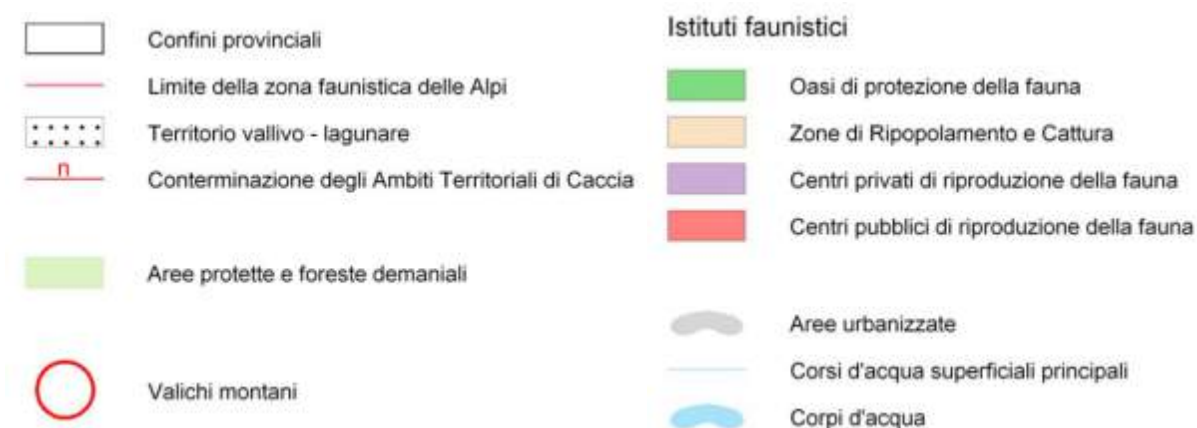 Confini provinciali
Limite della zona faunistica delle Alpi
Territorio vallivo - lagunare
n
Conterminazione degli Ambiti Territoriali di Caccia
Aree protette e foreste demaniali
Valichi montani
Istituti faunistici
Oasi di protezione della fauna
Zone di Ripopolamento e Cattura
Centri privati di riproduzione della fauna
Centri pubblici di riproduzione della fauna
Aree urbanizzate
Corsi d'acqua superficiali principali
Corpi d'acqua